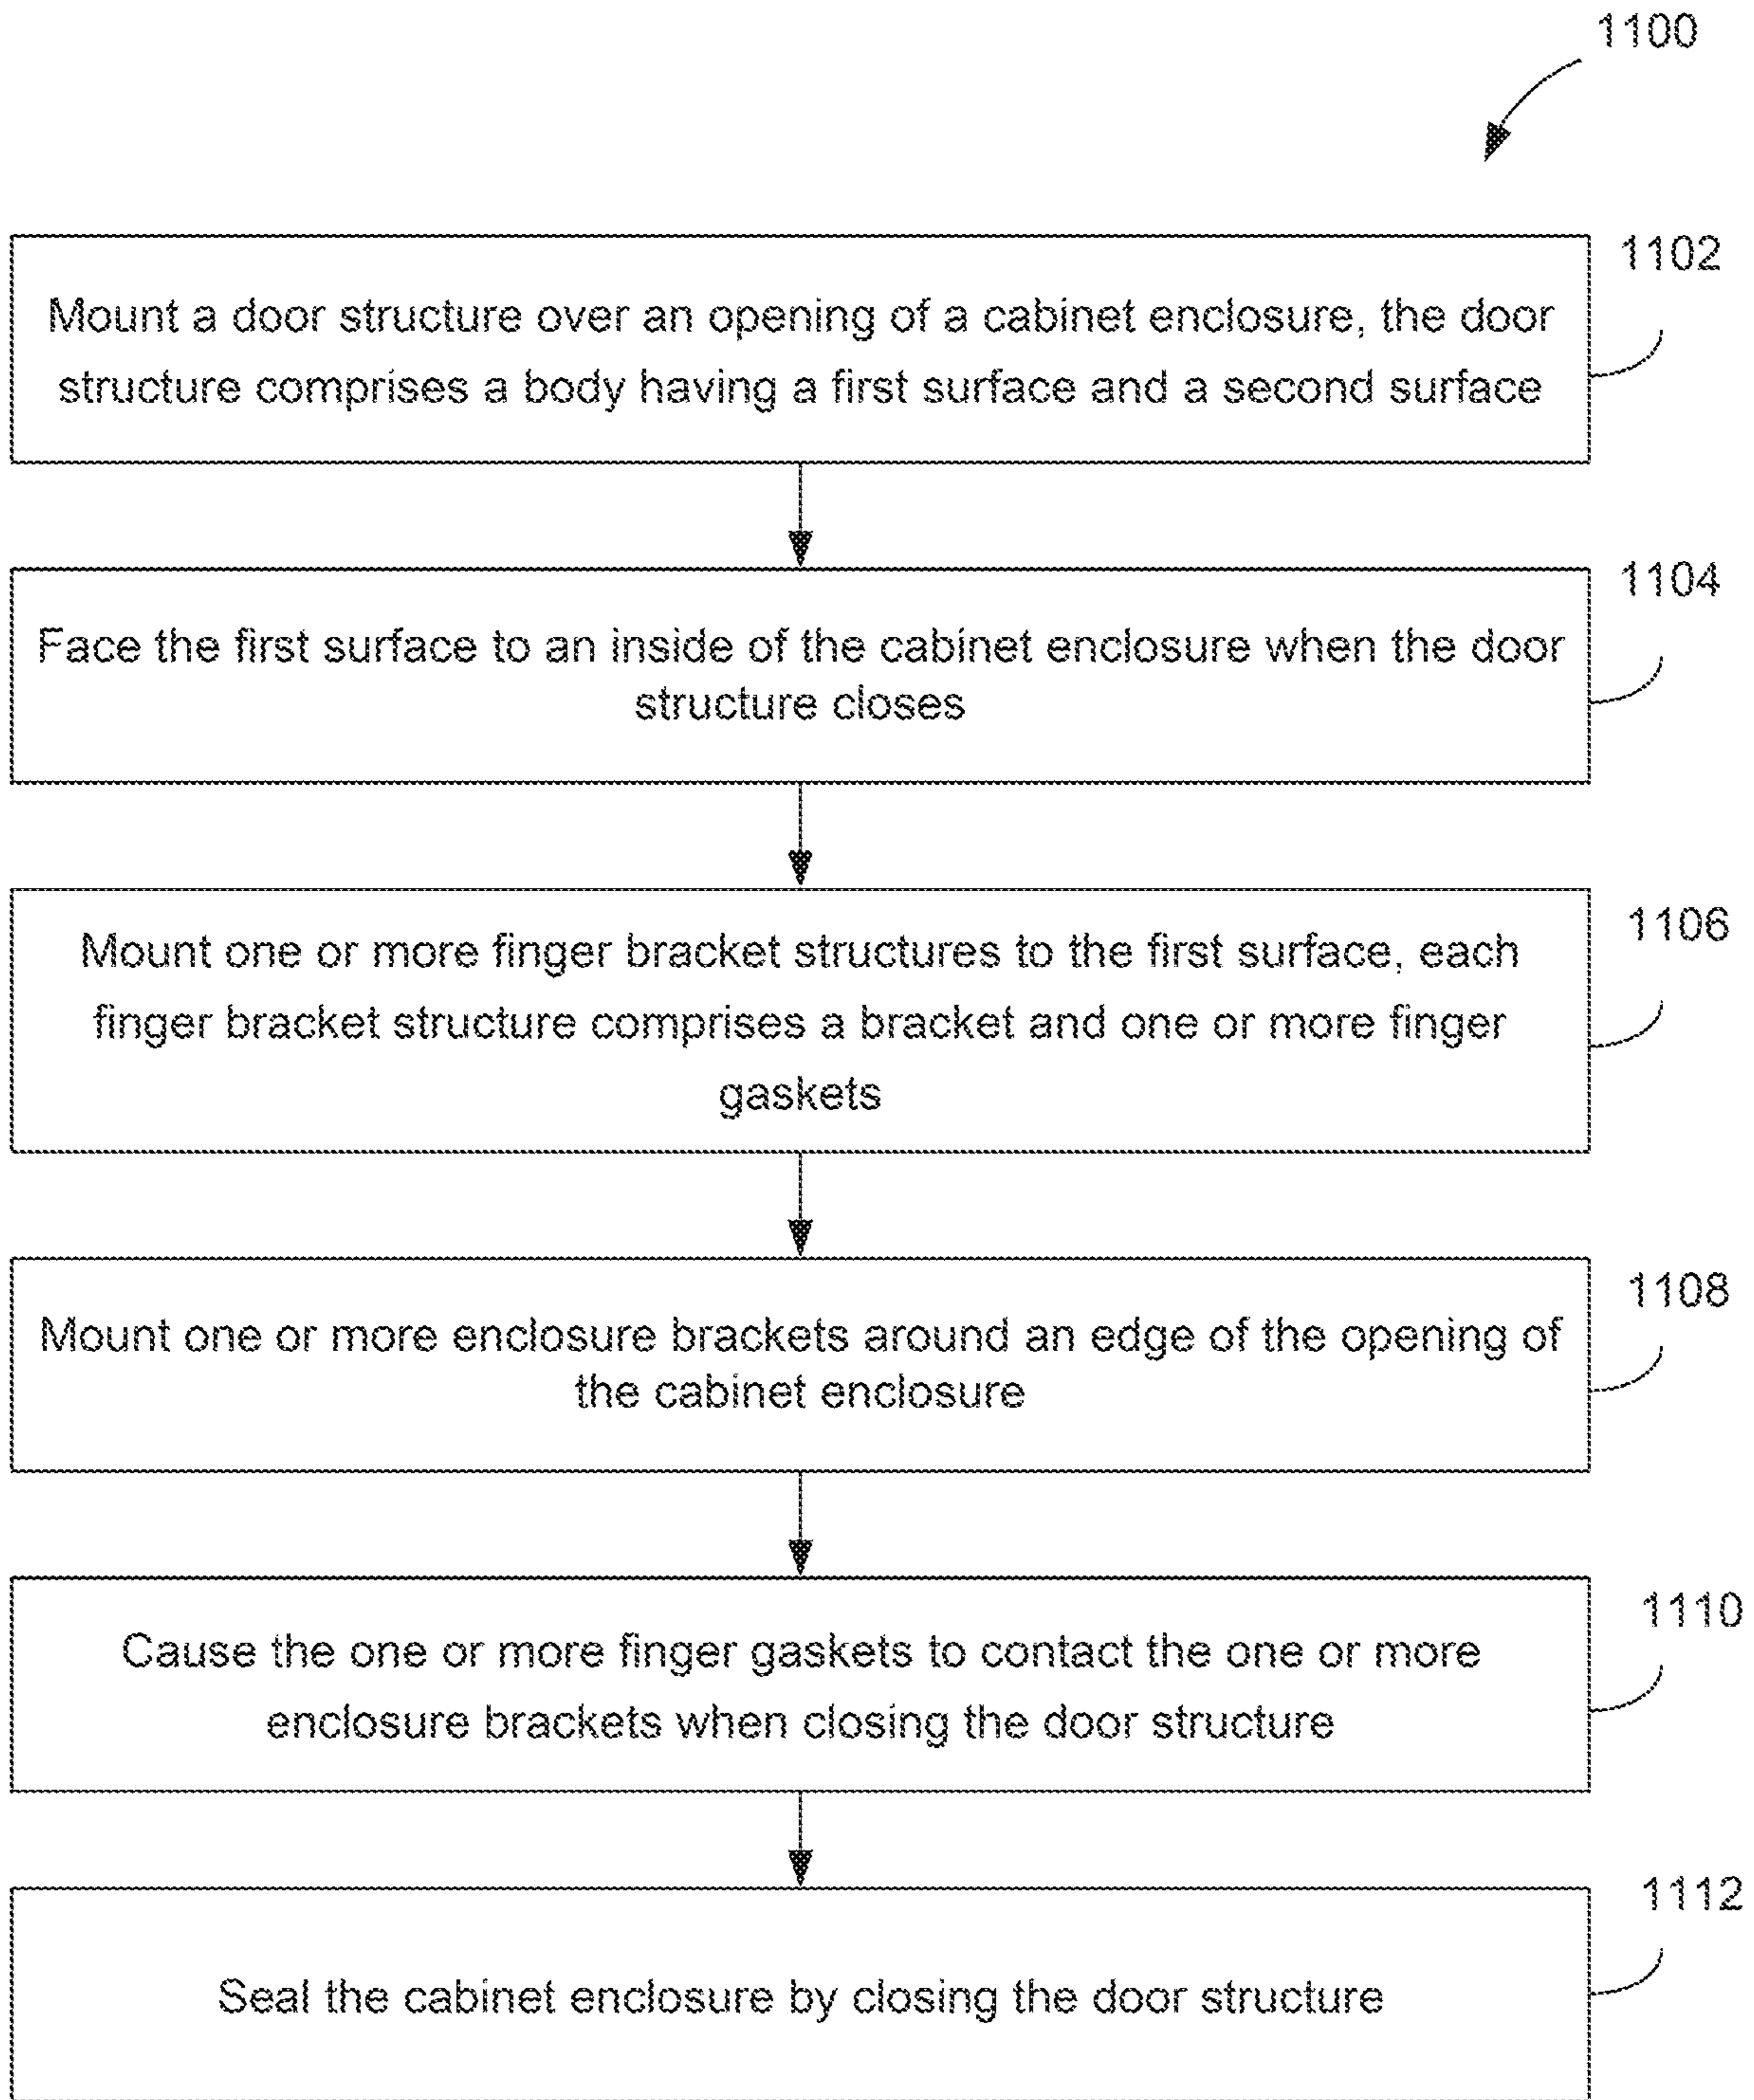 1100
1102
Mount a door structure over an opening of a cabinet enclosure, the door
structure comprises a body having a first surface and a second surface
1104
Face the first surface to an inside of the cabinet enclosure when the door
structure closes
1106
Mount one or more finger bracket structures to the first surface, each
finger bracket structure comprises a bracket and one or more finger
gaskets
1108
Mount one or more enclosure brackets around an edge of the opening of
the cabinet enclosure
1110
Cause the one or more finger gaskets to contact the one or more
enclosure brackets when closing the door structure
1112
Seal the cabinet enclosure by closing the door structure